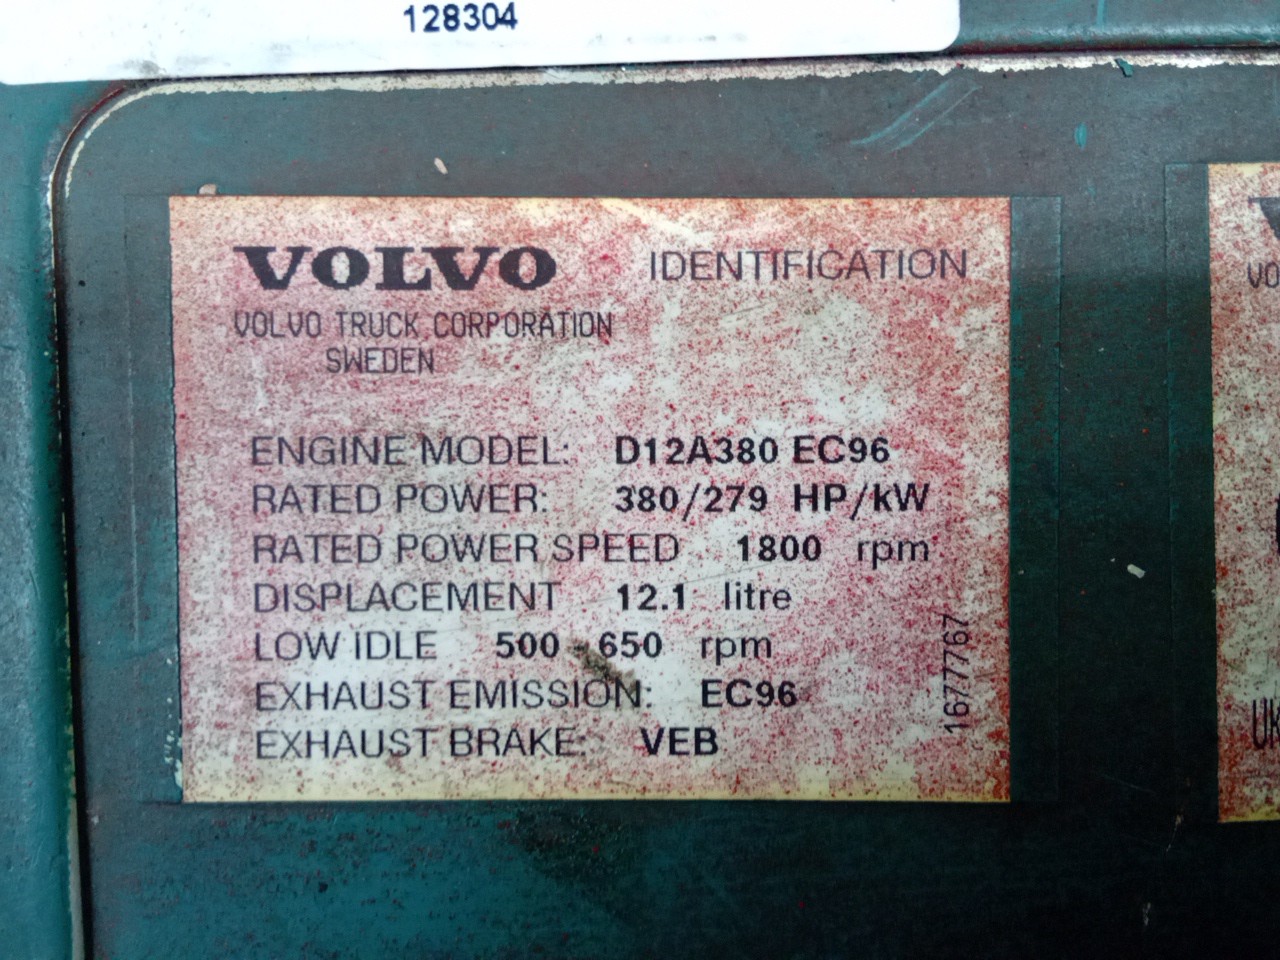 128304
VOLVO IDENTIFICATION
VOLVO TRUCK CORPORATION
SWEDEN
ENGINE MODEL: D12A380 EC96
RATED POWER: 380/279 HP/kW
RATED POWER SPEED 1800 rpm
DISPLACEMENT 12.1 litre
LOW IDLE 500 650 rpm
EXHAUST EMISSION: EC96
EXHAUST BRAKE: VEB
1677767
VO
UK